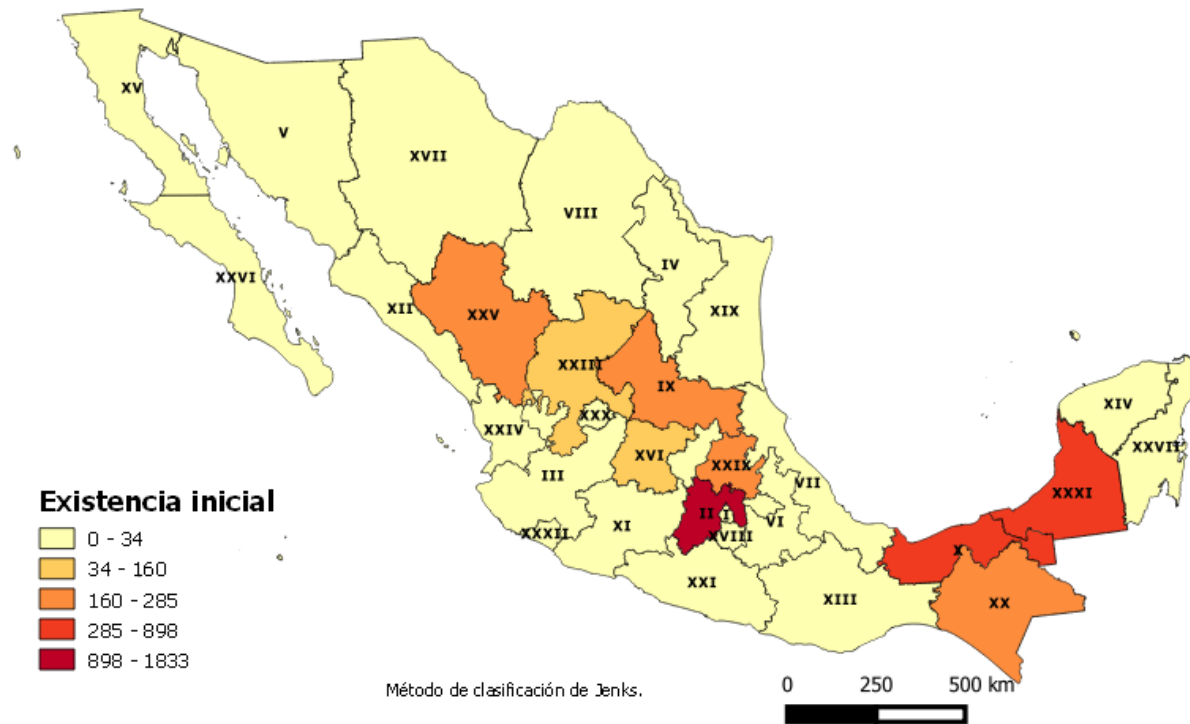 XV
V
XVII
VIII
IV
XXVI
XII
XXV
XIX
XXIII
IX
XXX
XXIV
XVI
XXIX
XIV
XXVII
III
VII
XXXI
II
VI
XXXII
XI
XVIII
XXI
XIII
XX
Existencia inicial
0 - 34
34 - 160
160 - 285
285 - 898
898 - 1833
Método de clasificación de Jenks.
0 250 500 km